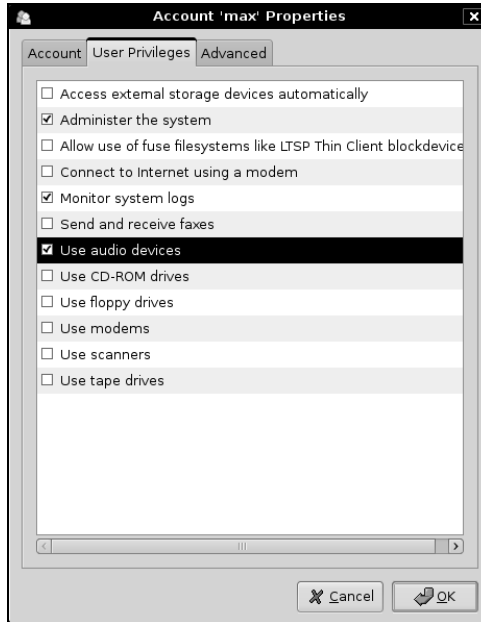 Account 'max' Properties
Account User Privileges Advanced
Access external storage devices automatically
Administer the system
Allow use of fuse filesystems like LTSP Thin Client blockdevice
Connect to Internet using a modem
Monitor system logs
Send and receive faxes
Use audio devices
Use CD-ROM drives
Use floppy drives
Use modems
Use scanners
Use tape drives
Cancel OK